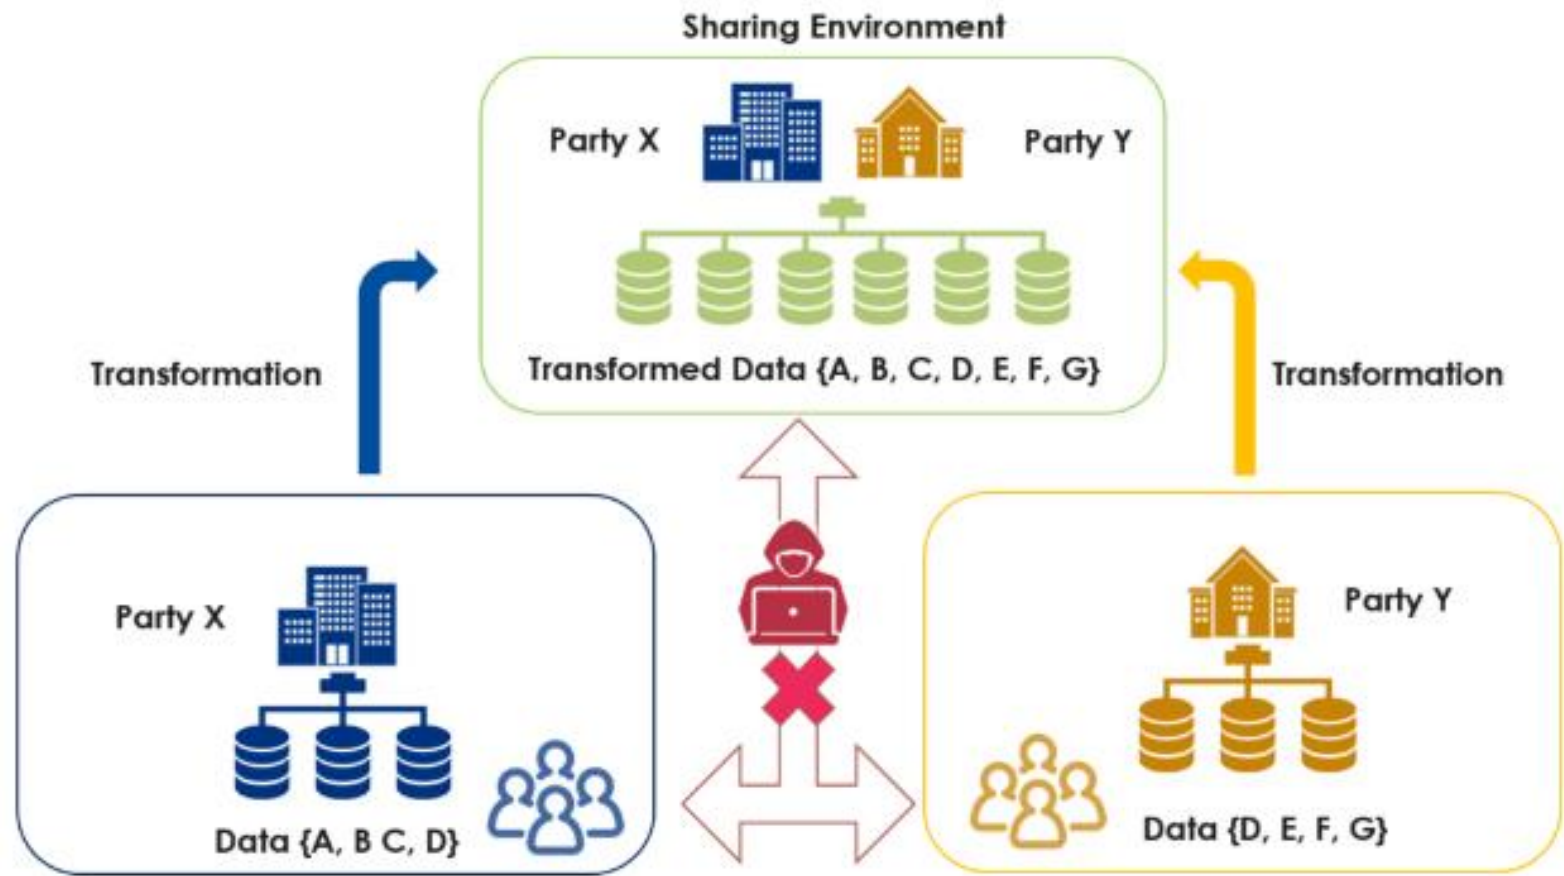 Sharing Environment
Party X
Party Y
Transformed Data {A, B, C, D, E, F, G}
Transformation
Transformation
Party X
Data {A, B C, D}
Party Y
Data {D, E, F, G}